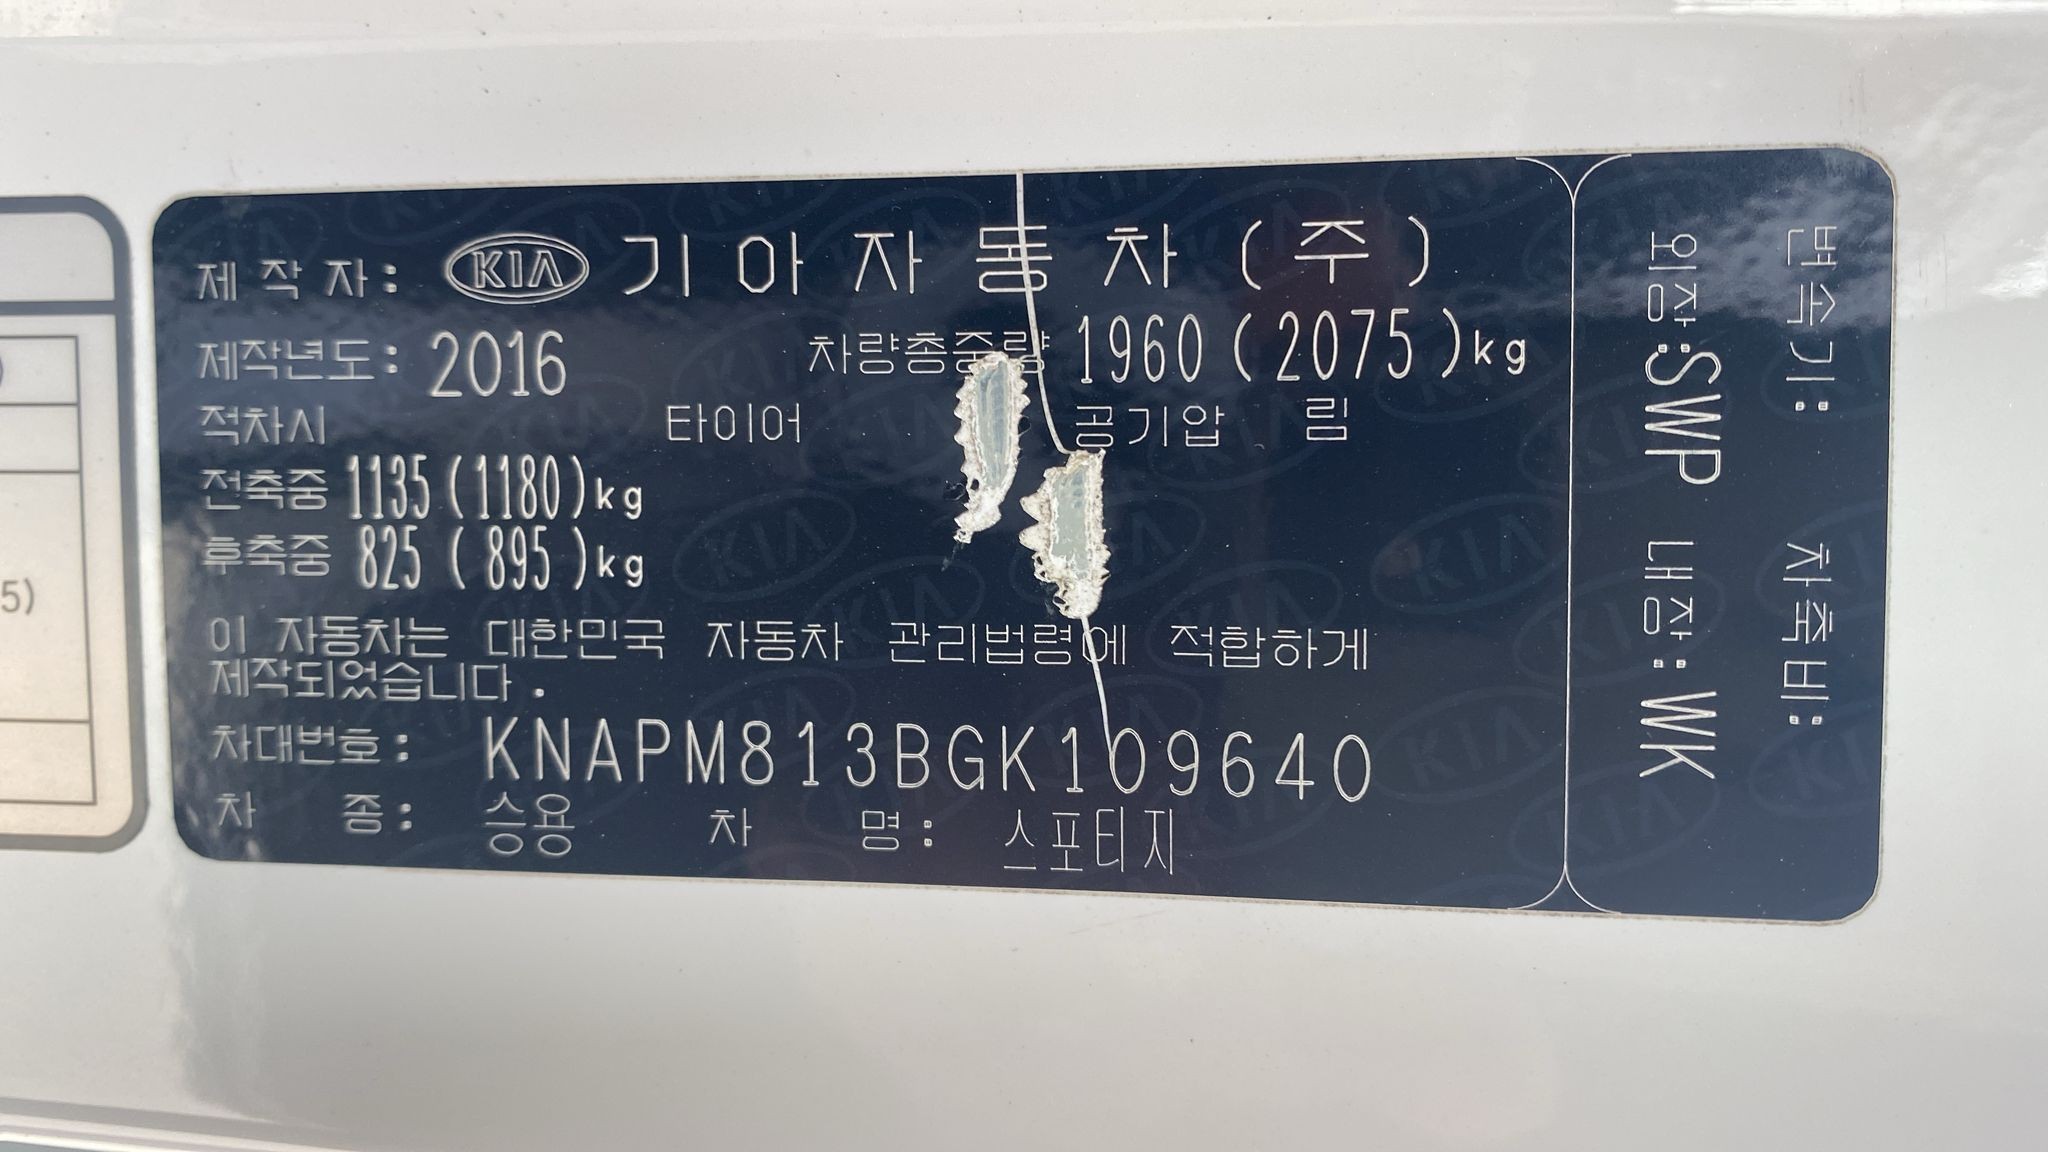 제 작 자: KIA 기아자동차(주)
제작년도: 2016 차량총중량 1960 (2075)kg
적차시 타이어 공기압 림
전축중 1135 (1180)kg
후축중 825 (895)kg
이 자동차는 대한민국 자동차 관리법령에 적합하게
제작되었습니다.
차대번호: KNAPM813BGK109640
차 종: 승용 차 명: 스포티지
변속기: 차축비:
외장:SWP 내장:WK
5)